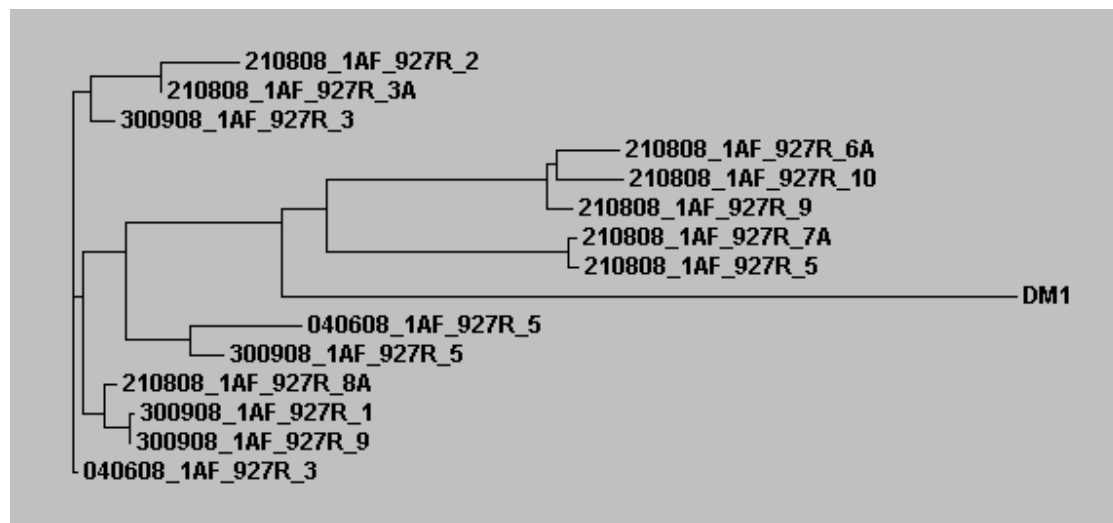 210808_1AF_927R_2
210808_1AF_927R_3A
300908_1AF_927R_3
210808_1AF_927R_6A
210808_1AF_927R_10
210808_1AF_927R_9
210808_1AF_927R_7A
210808_1AF_927R_5
DM1
040608_1AF_927R_5
300908_1AF_927R_5
210808_1AF_927R_8A
300908_1AF_927R_1
300908_1AF_927R_9
040608_1AF_927R_3